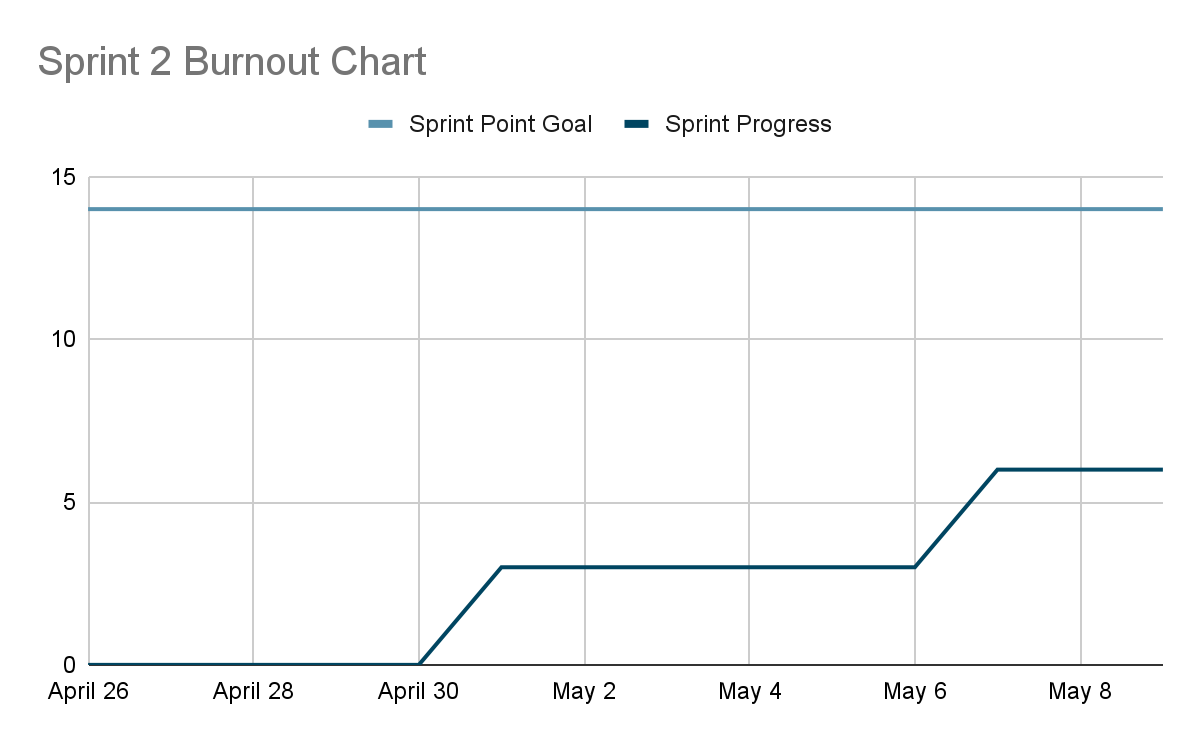 Sprint 2 Burnout Chart
Sprint Point Goal Sprint Progress
15
10
5
0
April 26 April 28 April 30 May 2 May 4 May 6 May 8